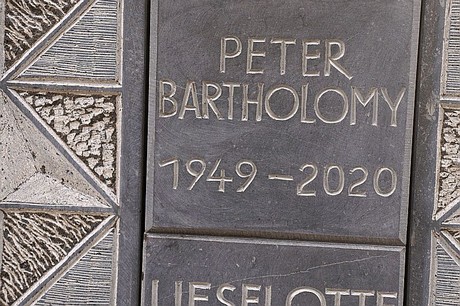 PETER
BARTHOLOMY
1949 – 2020
LIESELOTTE